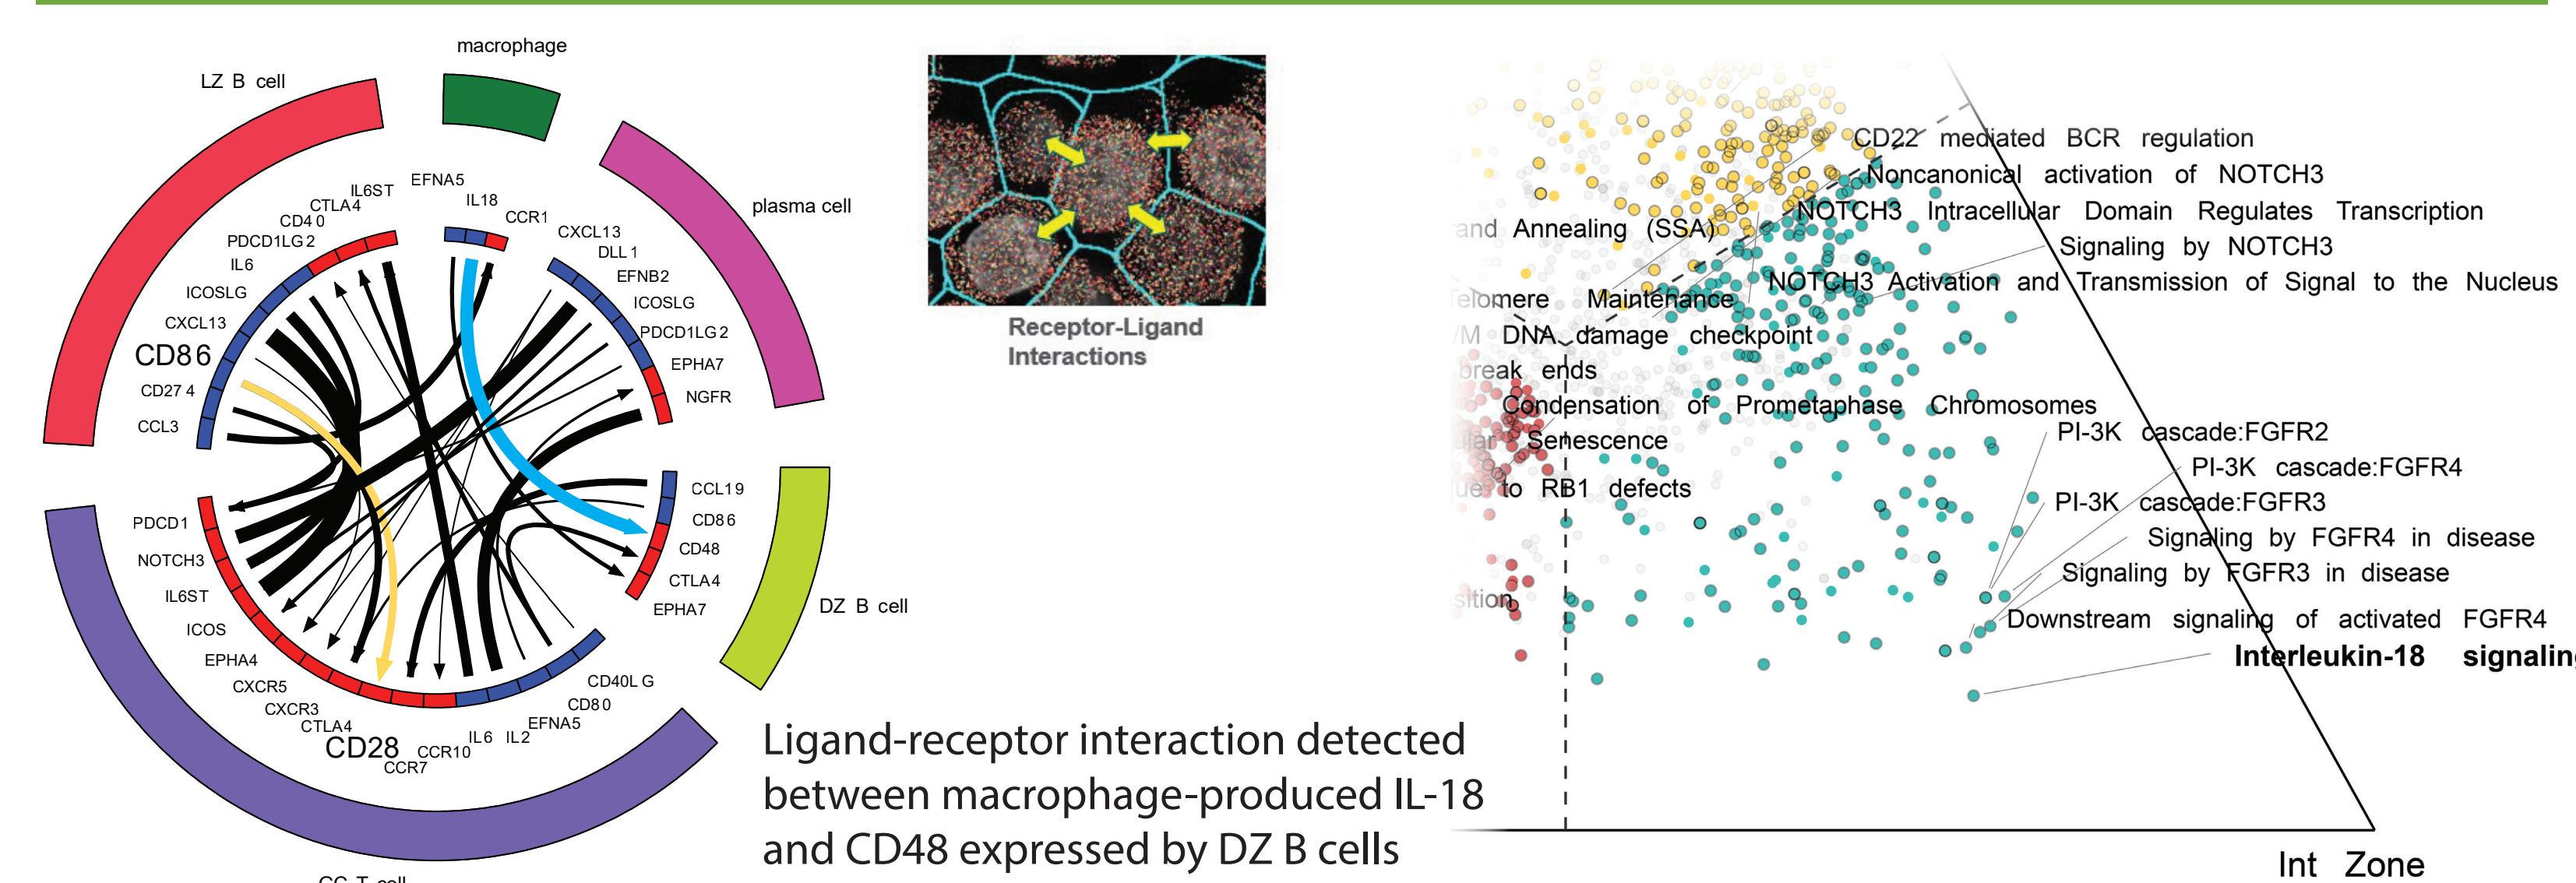 macrophage
LZ B cell
plasma cell
DZ B cell
EFNA5
IL18
CCR1
CXCL13
DLL1
EFNB2
ICOSLG
PDCD1LG2
EPHA7
NGFR
CCL19
CD86
CD48
CTLA4
EPHA7
CD40LG
CD80
EFNA5
IL2
IL6
CCR10
CCR7
CD28
CTLA4
CXCR3
CXCR5
EPHA4
ICOS
IL6ST
NOTCH3
PDCD1
CCL3
CD274
CD86
CXCL13
ICOSLG
IL6
PDCD1LG2
CD40
CTLA4
IL6ST
Receptor-Ligand
Interactions
Ligand-receptor interaction detected
between macrophage-produced IL-18
and CD48 expressed by DZ B cells
CD22 mediated BCR regulation
Noncanonical activation of NOTCH3
NOTCH3 Intracellular Domain Regulates Transcription
and Annealing (SSA)
Signaling by NOTCH3
NOTCH3 Activation and Transmission of Signal to the Nucleus
Telomere Maintenance
/M DNA damage checkpoint
break ends
Condensation of Prometaphase Chromosomes
PI-3K cascade:FGFR2
Senescence
PI-3K cascade:FGFR4
to RB1 defects
PI-3K cascade:FGFR3
Signaling by FGFR4 in disease
Signaling by FGFR3 in disease
Downstream signaling of activated FGFR4
Interleukin-18 signaling
Int Zone